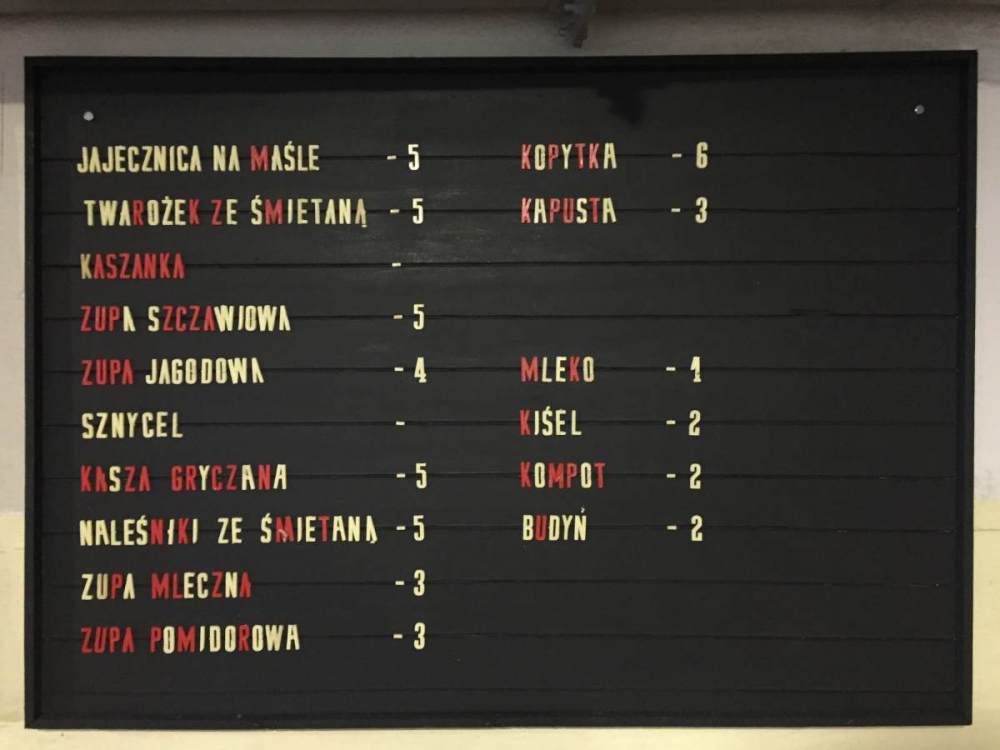 JAJECZNICA NA MAŚLE - 5
TWAROŻEK ZE ŚMIETANĄ - 5
KASZANKA -
ZUPA SZCZAWIOWA - 5
ZUPA JAGODOWA - 4
SZNYCEL -
KASZA GRYCZANA - 5
NALEŚNIKI ZE ŚMIETANĄ - 5
ZUPA MLECZNA - 3
ZUPA POMIDOROWA - 3
KOPYTKA - 6
KAPUSTA - 3
MLEKO - 1
KIŚEL - 2
KOMPOT - 2
BUDYŃ - 2